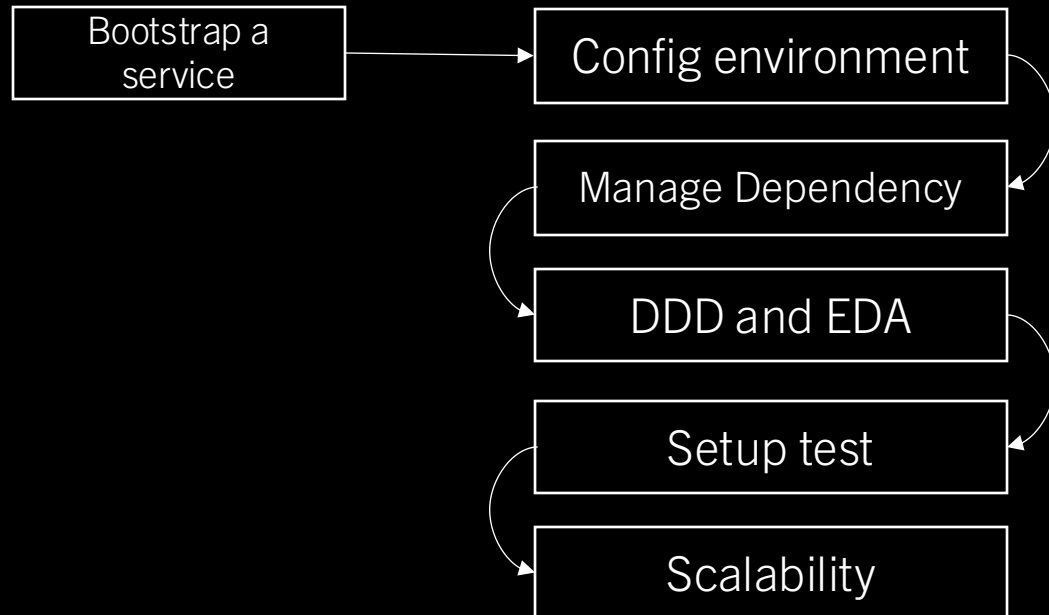 Bootstrap a
service
Config environment
Manage Dependency
DDD and EDA
Setup test
Scalability